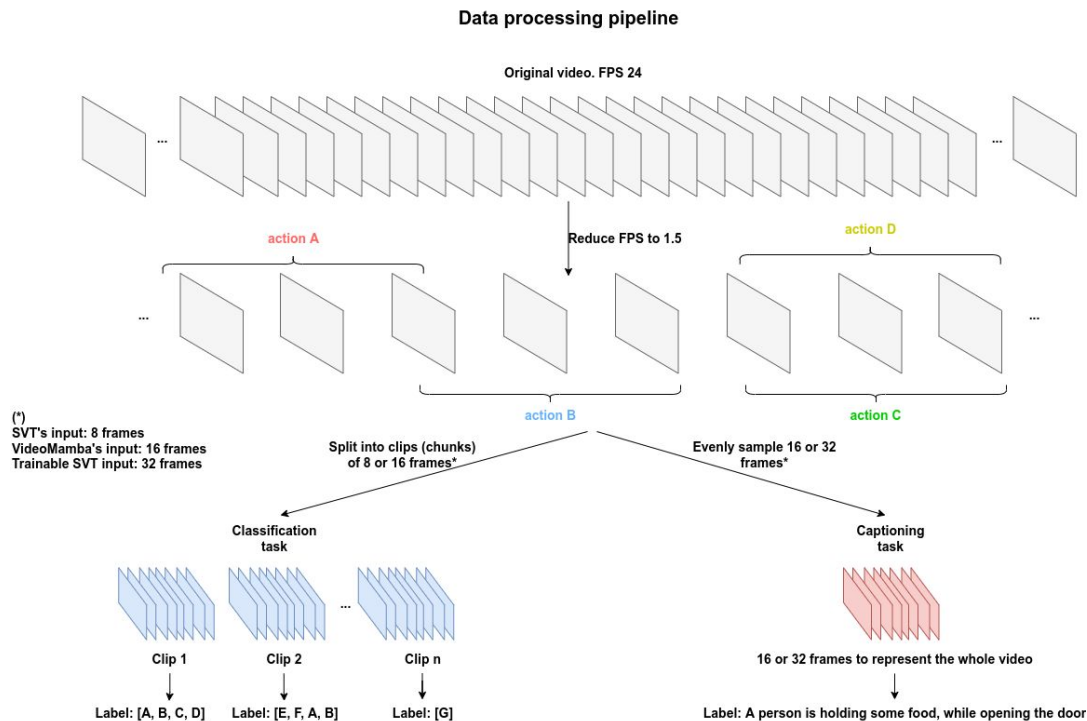 Data processing pipeline
Original video. FPS 24
...
...
Reduce FPS to 1.5
action A
action D
...
...
action B
action C
(*)
SVT's input: 8 frames
VideoMamba's input: 16 frames
Trainable SVT input: 32 frames
Split into clips (chunks)
of 8 or 16 frames*
Evenly sample 16 or 32
frames*
Classification
task
Captioning
task
...
Clip 1
Clip 2
Clip n
16 or 32 frames to represent the whole video
Label: [A, B, C, D]
Label: [E, F, A, B]
Label: [G]
Label: A person is holding some food, while opening the door